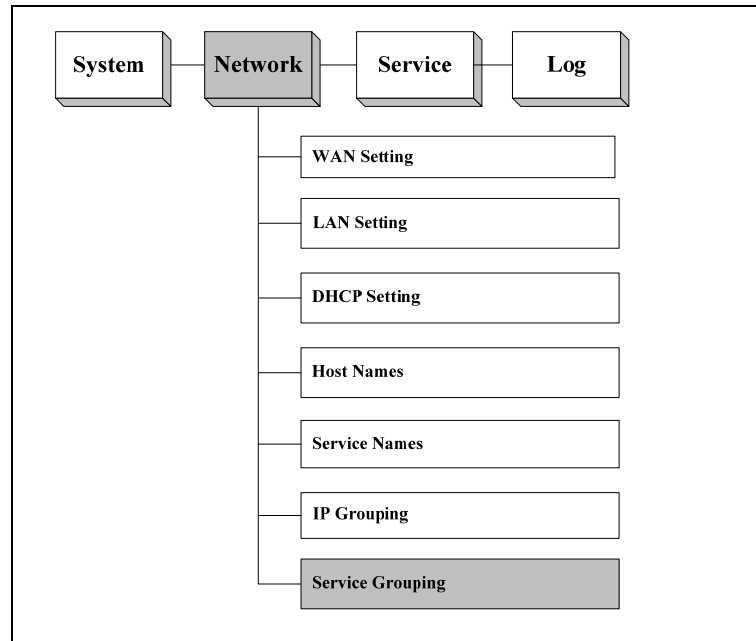 System
Network
Service
Log
WAN Setting
LAN Setting
DHCP Setting
Host Names
Service Names
IP Grouping
Service Grouping